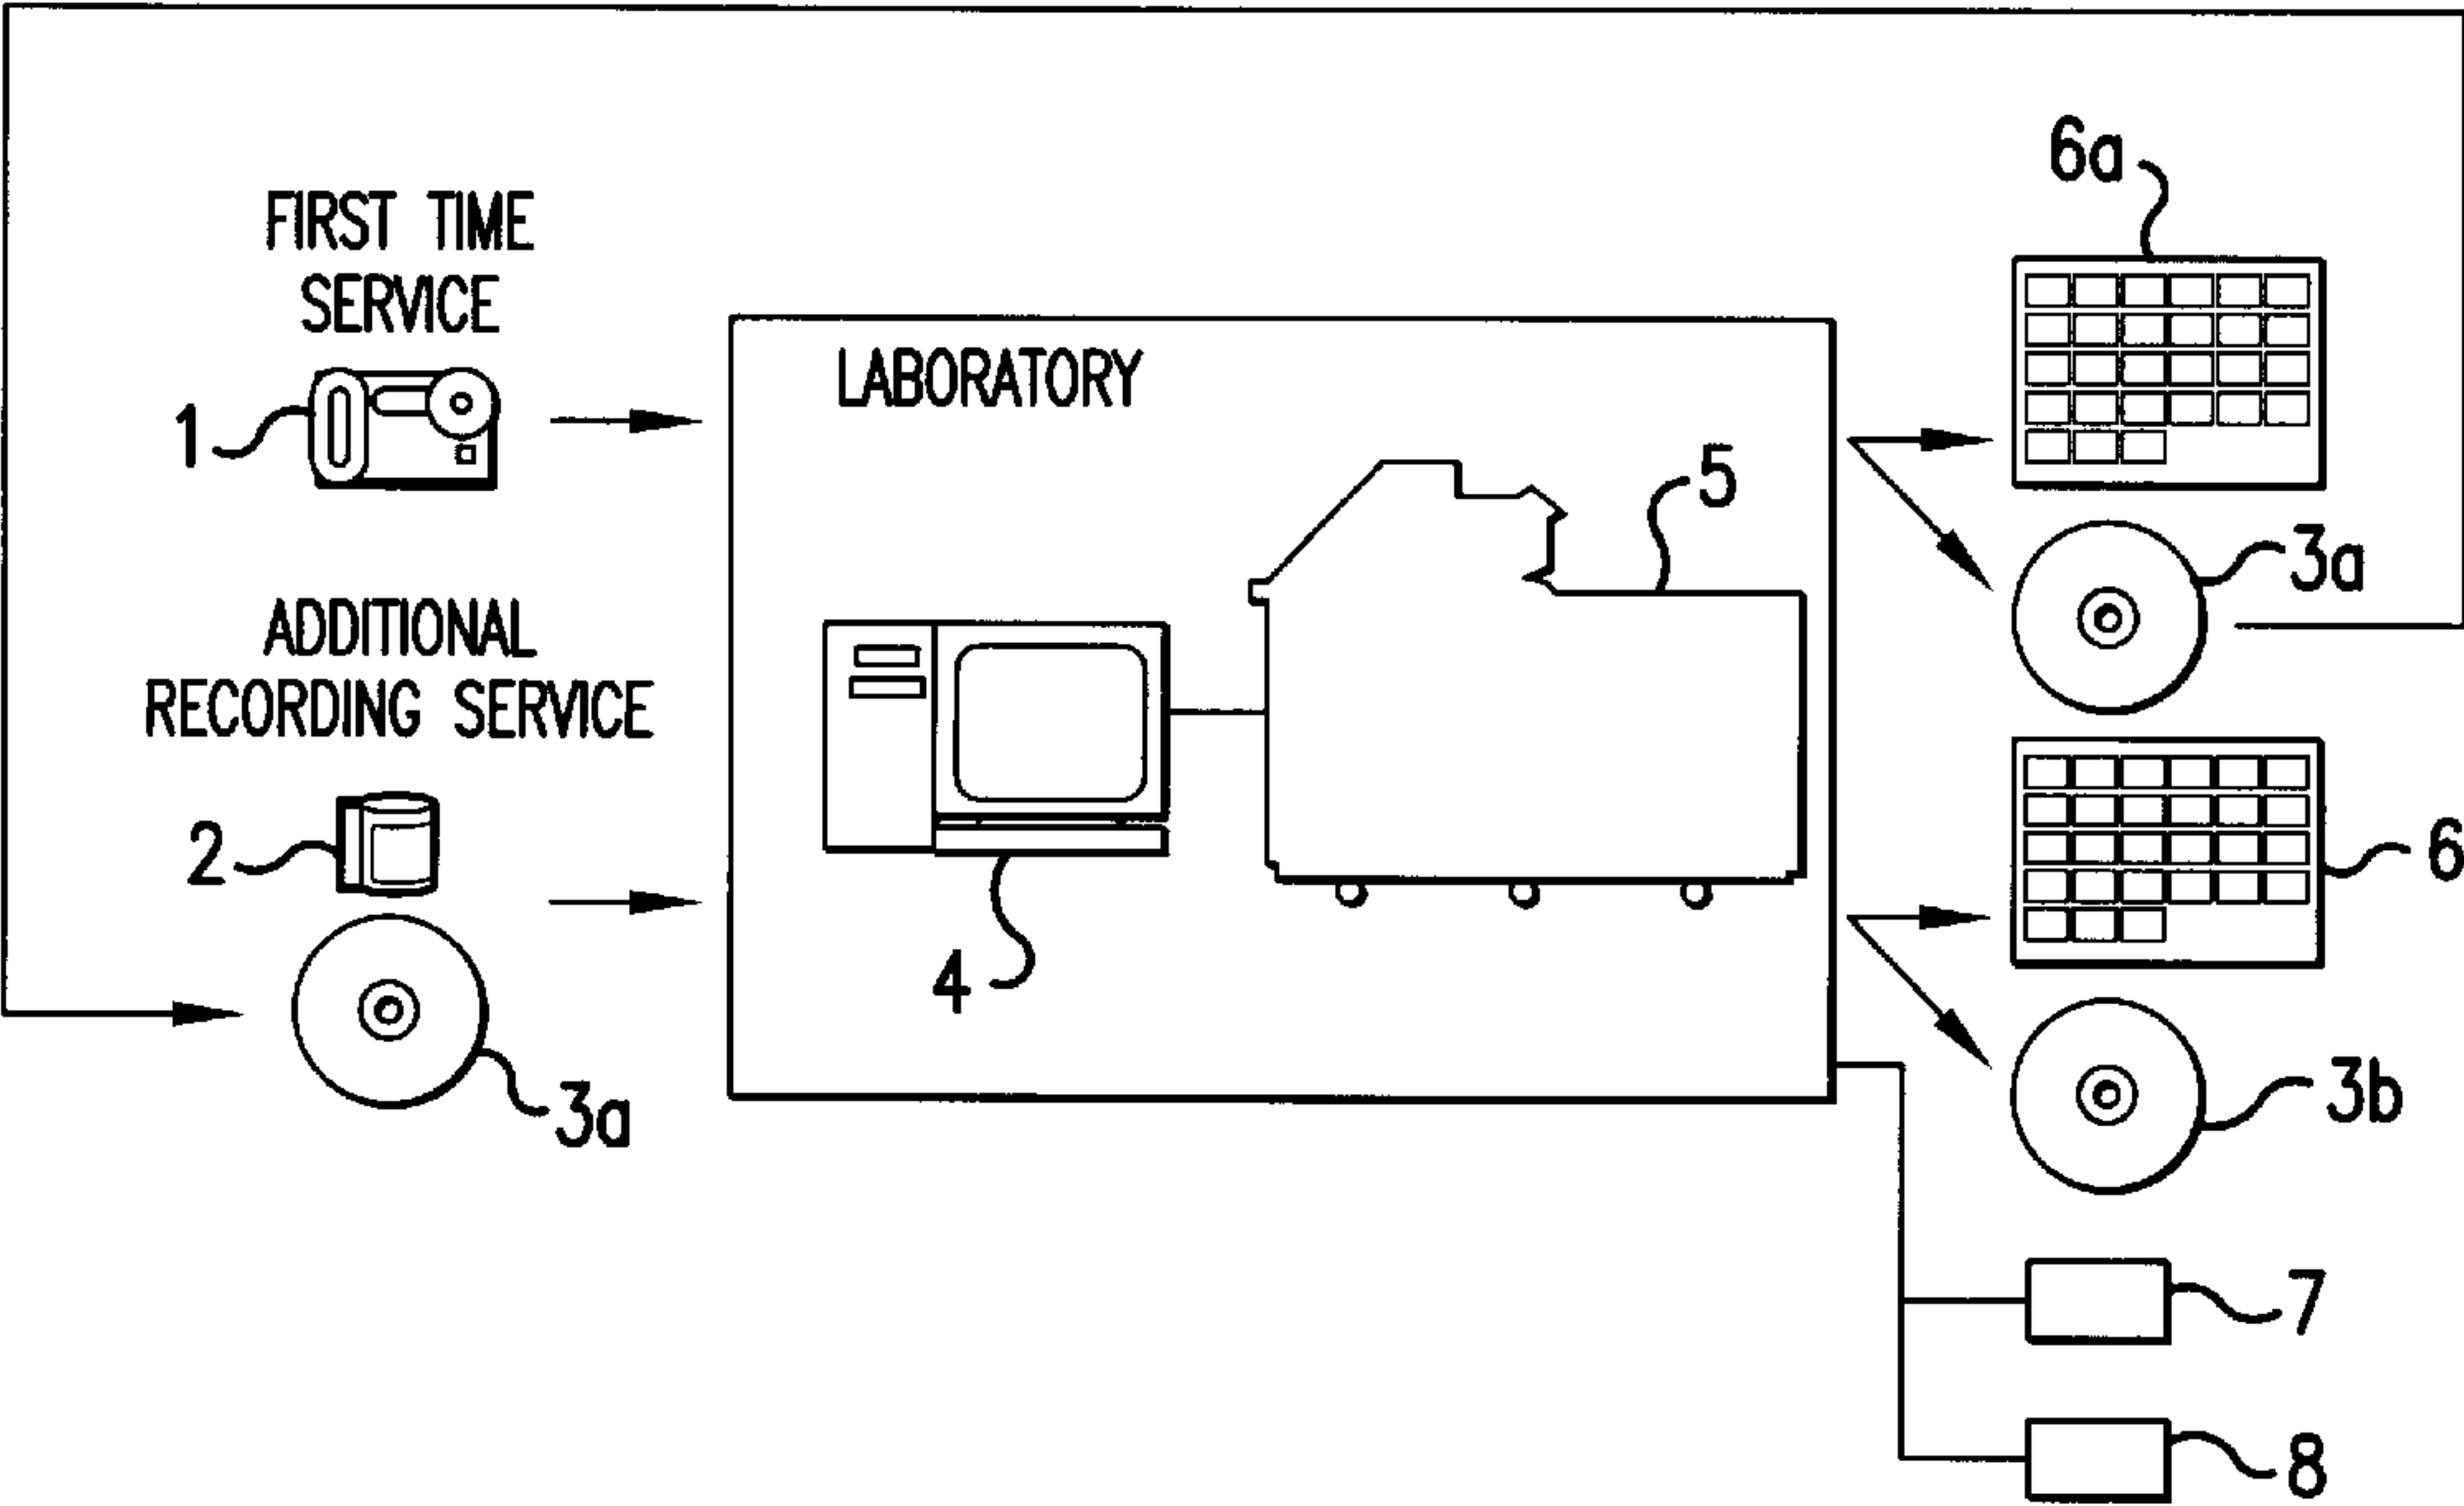 FIRST TIME
SERVICE
1
ADDITIONAL
RECORDING SERVICE
2
3a
LABORATORY
5
4
6a
3a
6
3b
7
8